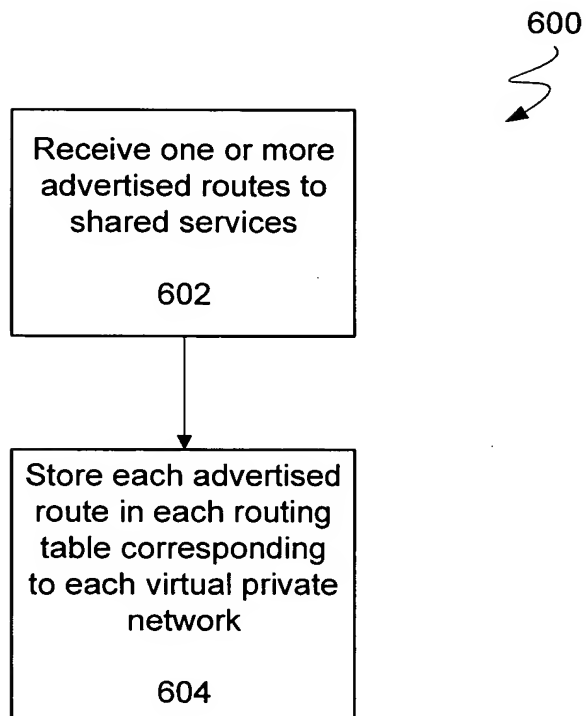 600
Receive one or more
advertised routes to
shared services
602
Store each advertised
route in each routing
table corresponding
to each virtual private
network
604